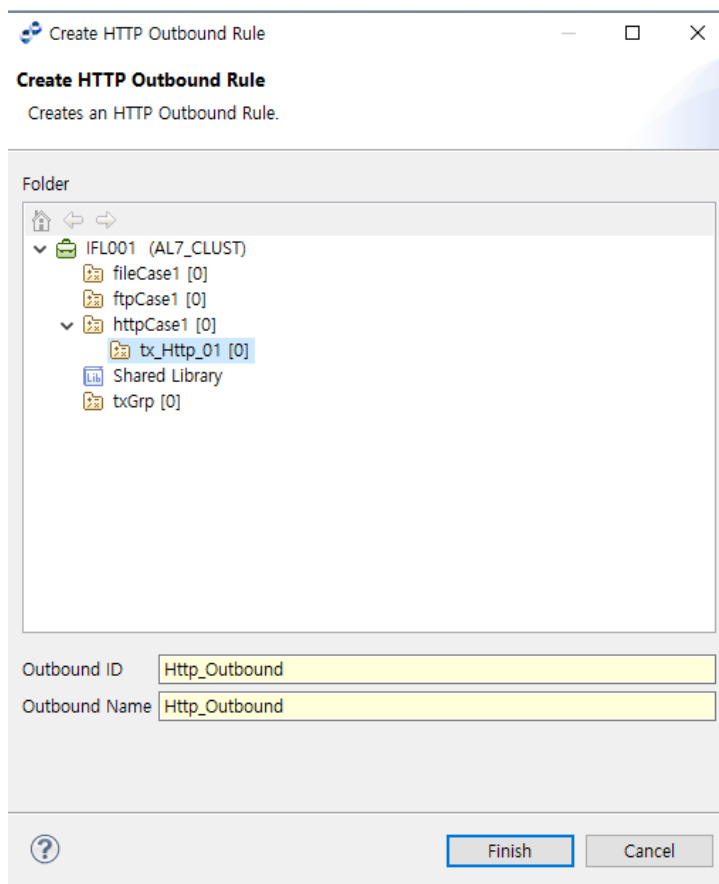 Create HTTP Outbound Rule
Create HTTP Outbound Rule
Creates an HTTP Outbound Rule.
Folder
IFL001 (AL7_CLUST)
fileCase1 [0]
ftpCase1 [0]
httpCase1 [0]
tx_Http_01 [0]
Lib Shared Library
txGrp [0]
Outbound ID Http_Outbound
Outbound Name Http_Outbound
? Finish Cancel